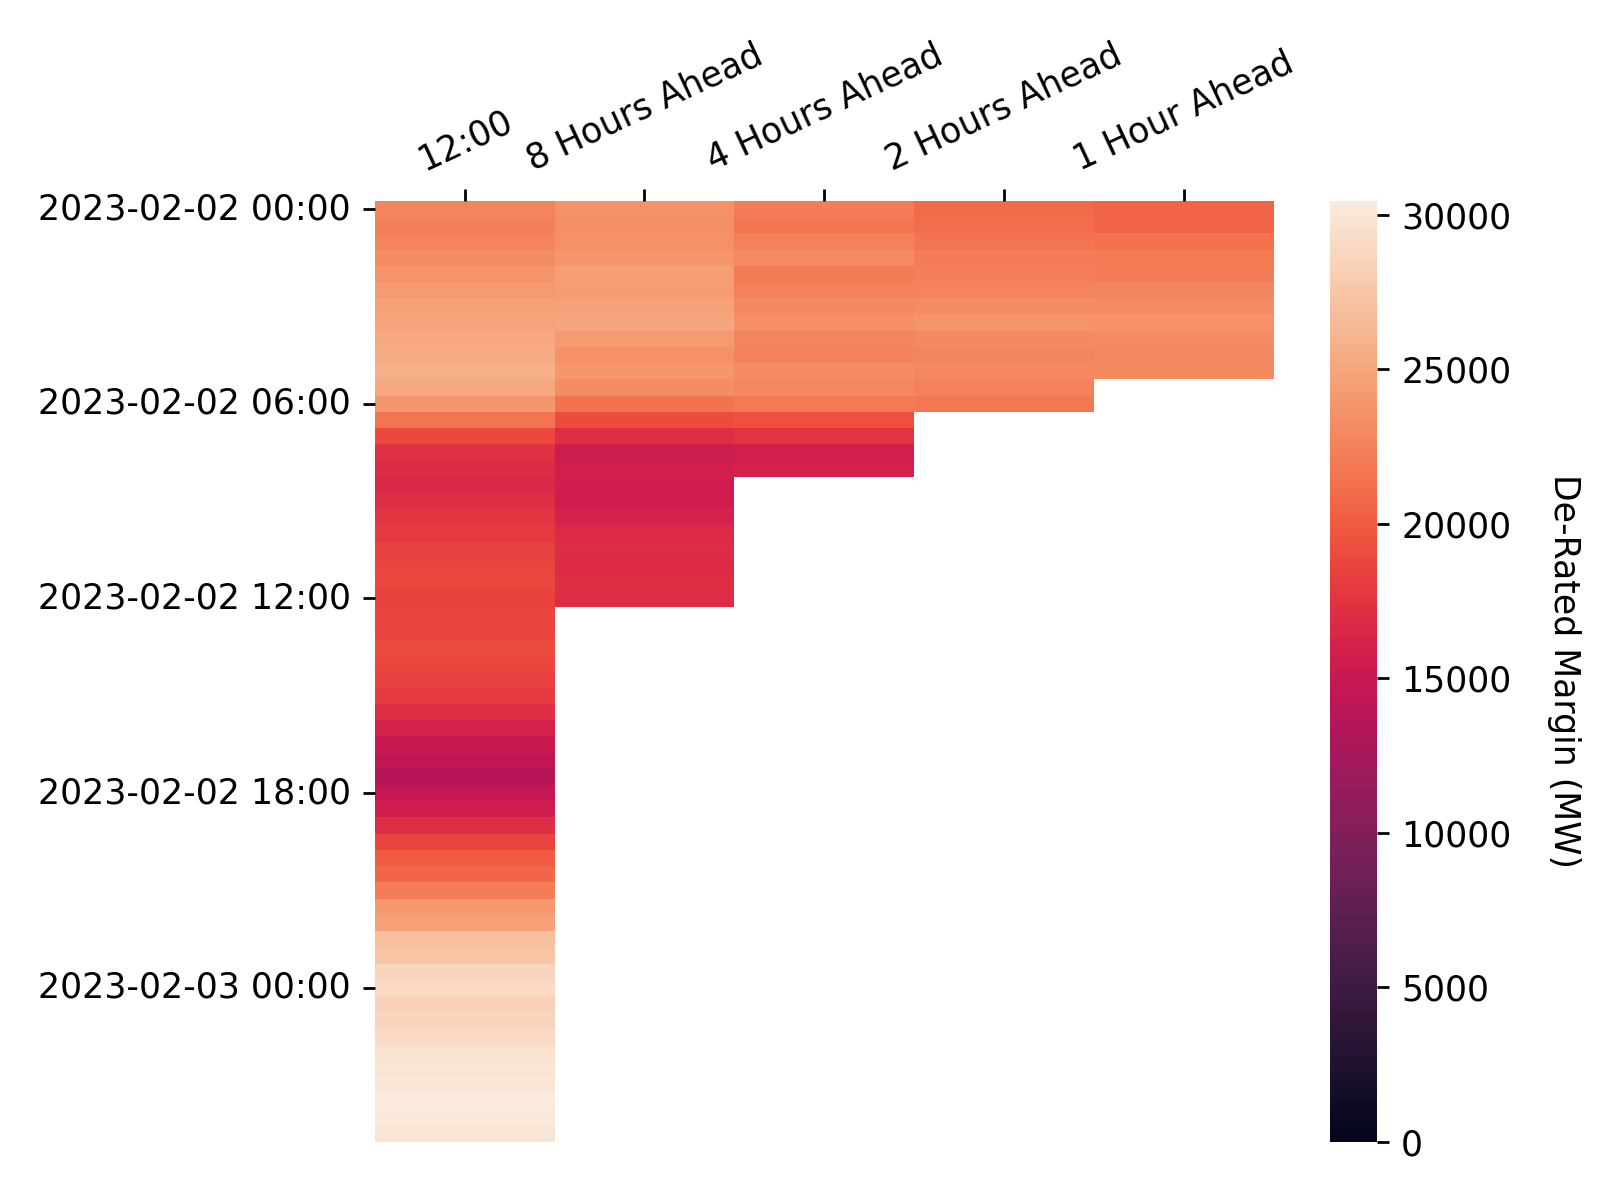 12:00
8 Hours Ahead
4 Hours Ahead
2 Hours Ahead
1 Hour Ahead
2023-02-02 00:00
2023-02-02 06:00
2023-02-02 12:00
2023-02-02 18:00
2023-02-03 00:00
30000
25000
20000
15000
10000
5000
0
De-Rated Margin (MW)